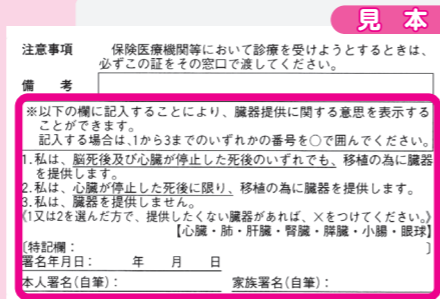 見 本
注意事項 保険医療機関等において診療を受けようとするときは、
必ずこの証をその窓口で渡してください。
備 考
※以下の欄に記入することにより、臓器提供に関する意思を表示する
ことができます。
記入する場合は、1から3までのいずれかの番号を○で囲んでください。
1.私は、脳死後及び心臓が停止した死後のいずれでも、移植の為に臓器
を提供します。
2.私は、心臓が停止した死後に限り、移植の為に臓器を提供します。
3.私は、臓器を提供しません。
《1又は2を選んだ方で、提供したくない臓器があれば、×をつけてください。》
【心臓・肺・肝臓・腎臓・膵臓・小腸・眼球】
〔特記欄： 〕
署名年月日： 年 月 日
本人署名(自筆)： 家族署名(自筆)：